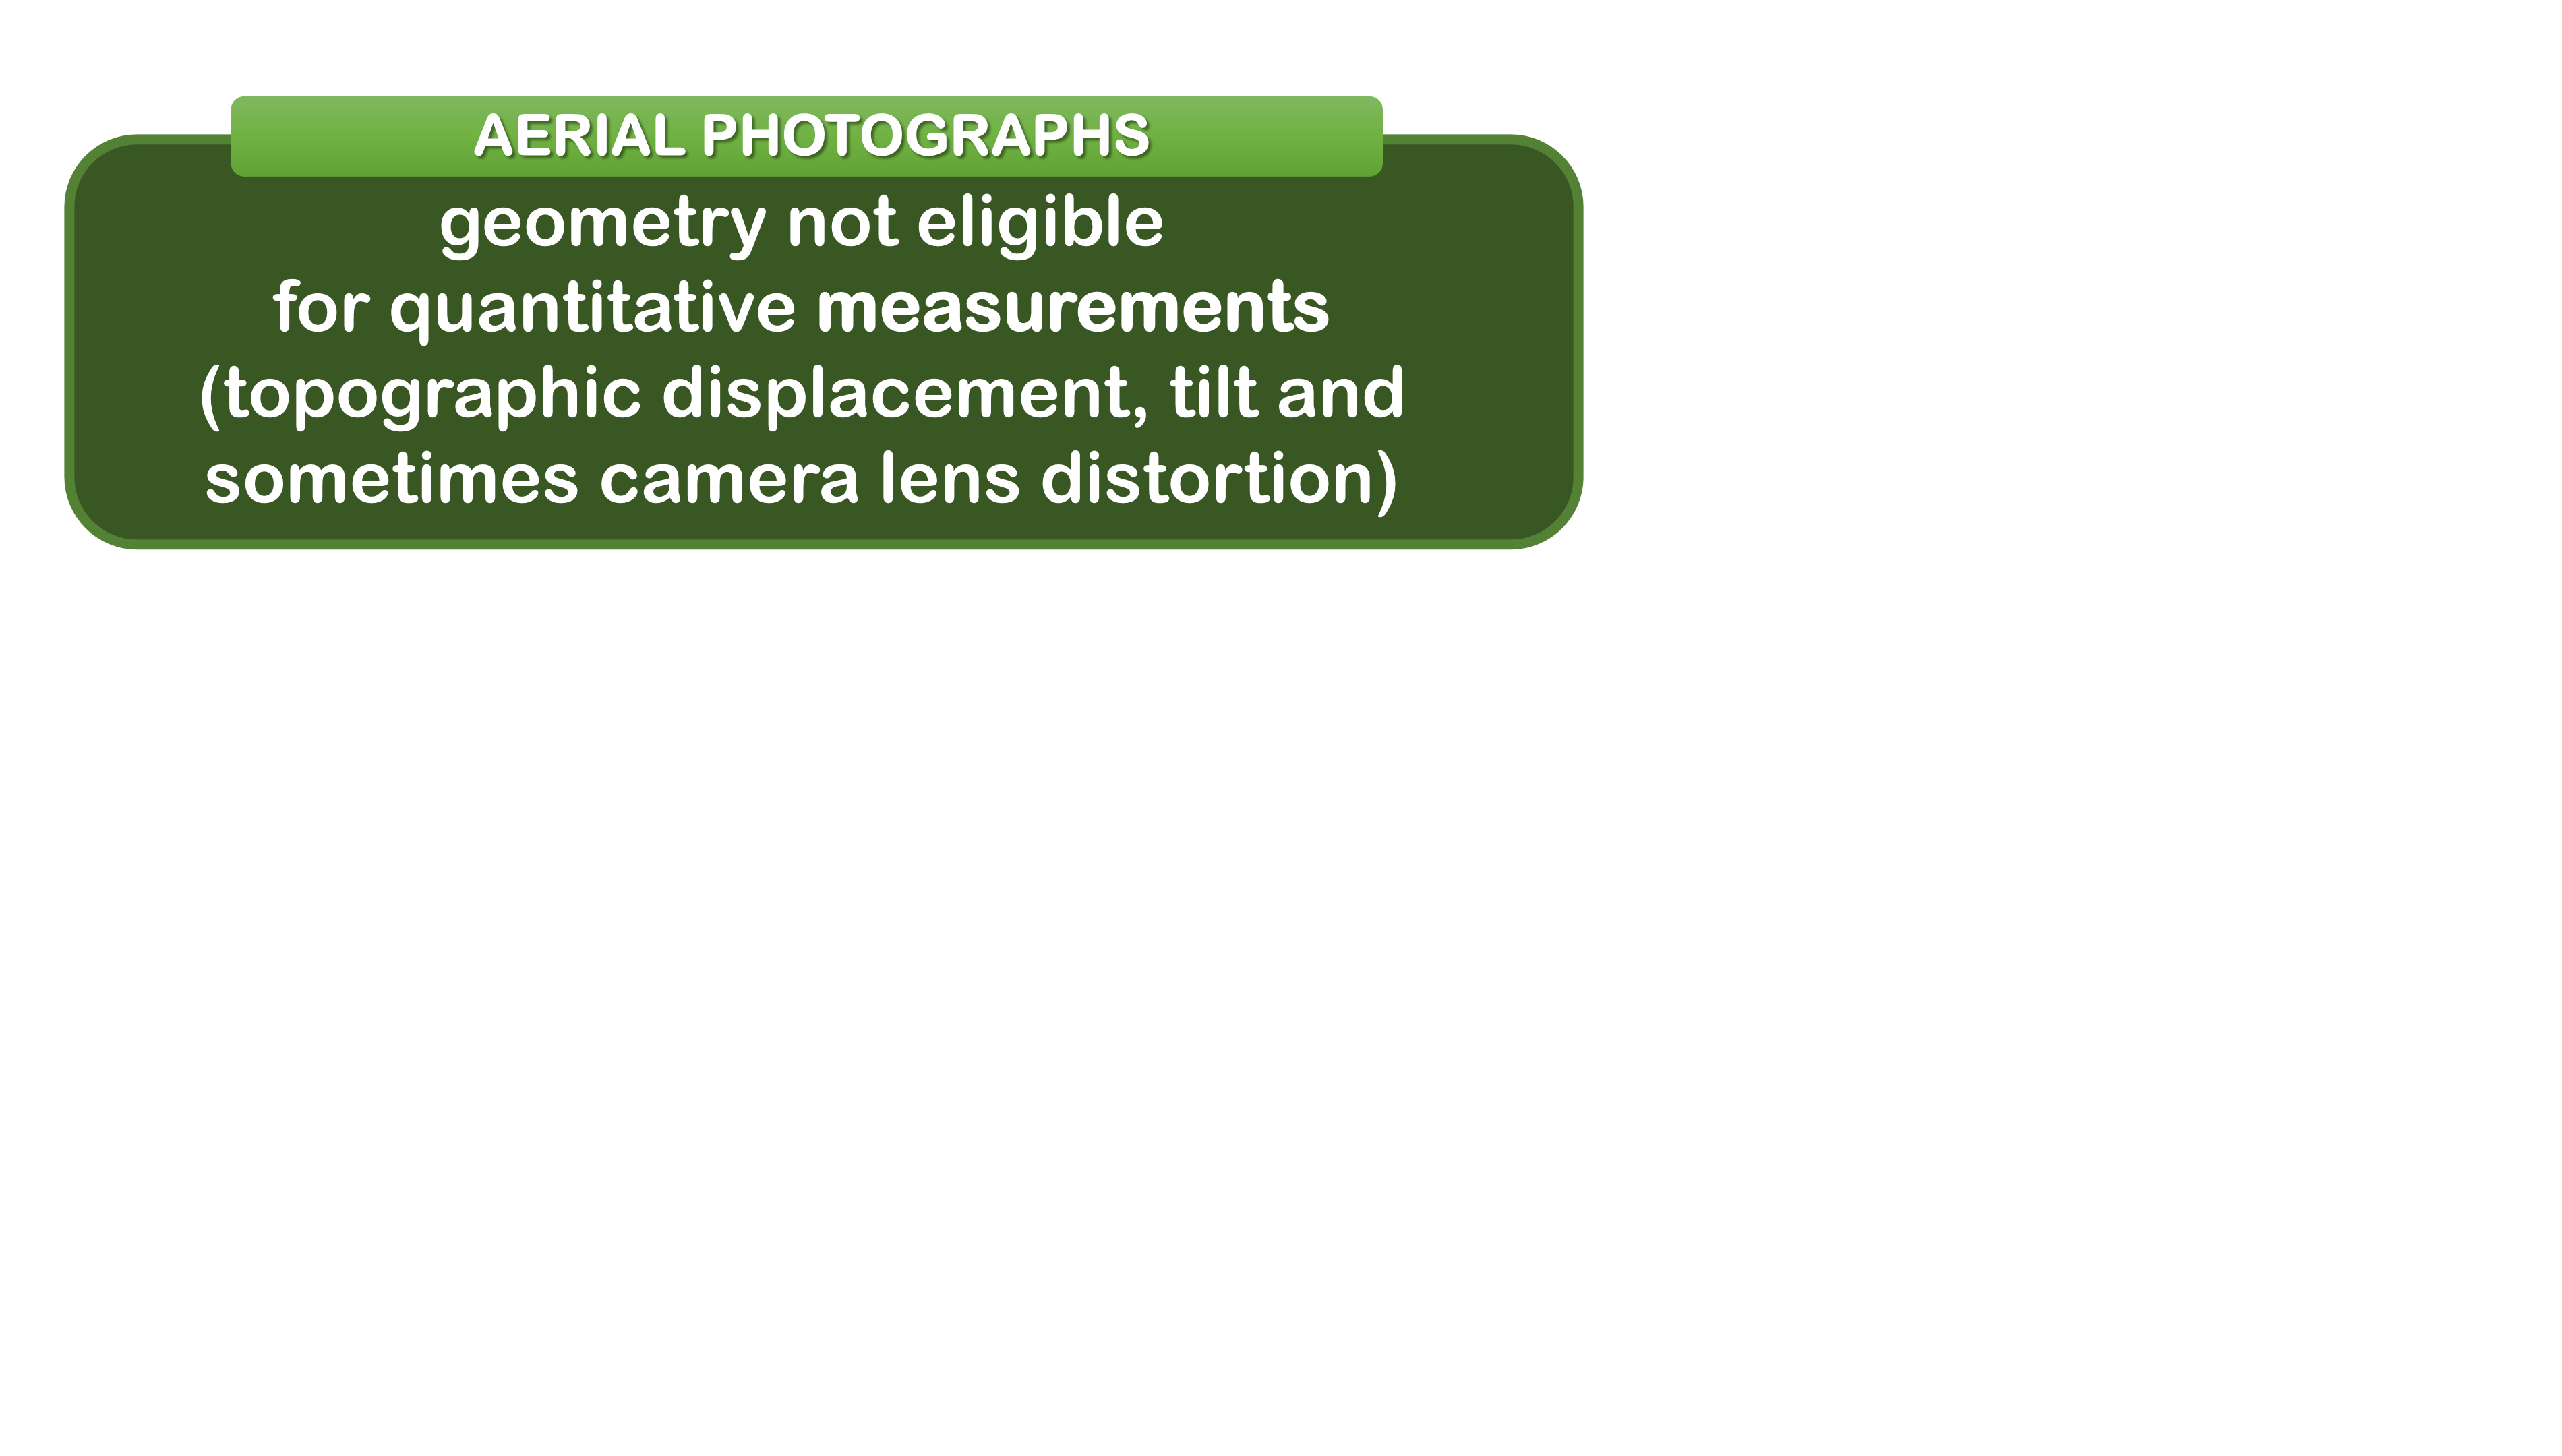 AERIAL PHOTOGRAPHS
geometry not eligible
for quantitative measurements
(topographic displacement, tilt and
sometimes camera lens distortion)